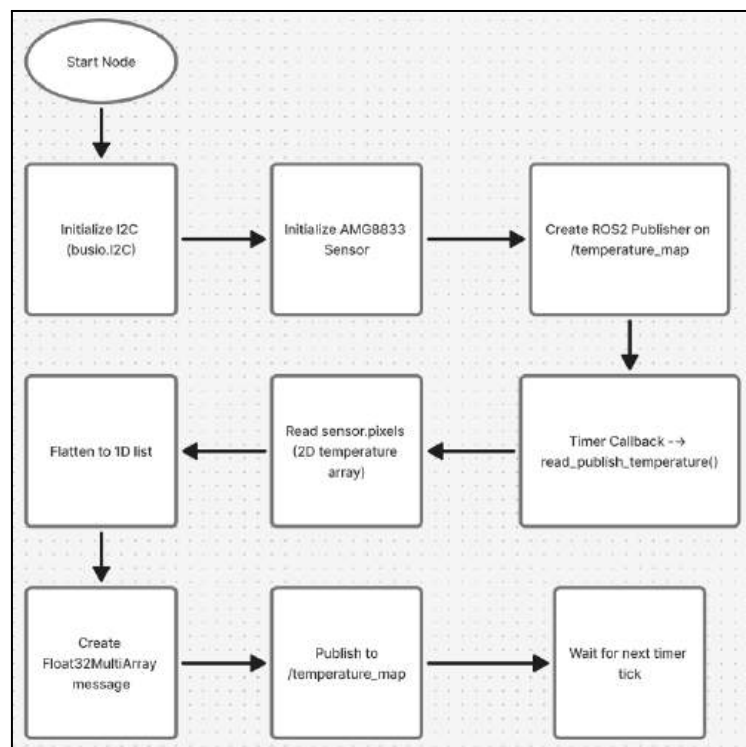 Start Node
Initialize I2C
(busio.I2C)
Initialize AMG8833
Sensor
Create ROS2 Publisher on
/temperature_map
Timer Callback -→
read_publish_temperature()
Read sensor.pixels
(2D temperature
array)
Flatten to 1D list
Create
Float32MultiArray
message
Publish to
/temperature_map
Wait for next timer
tick